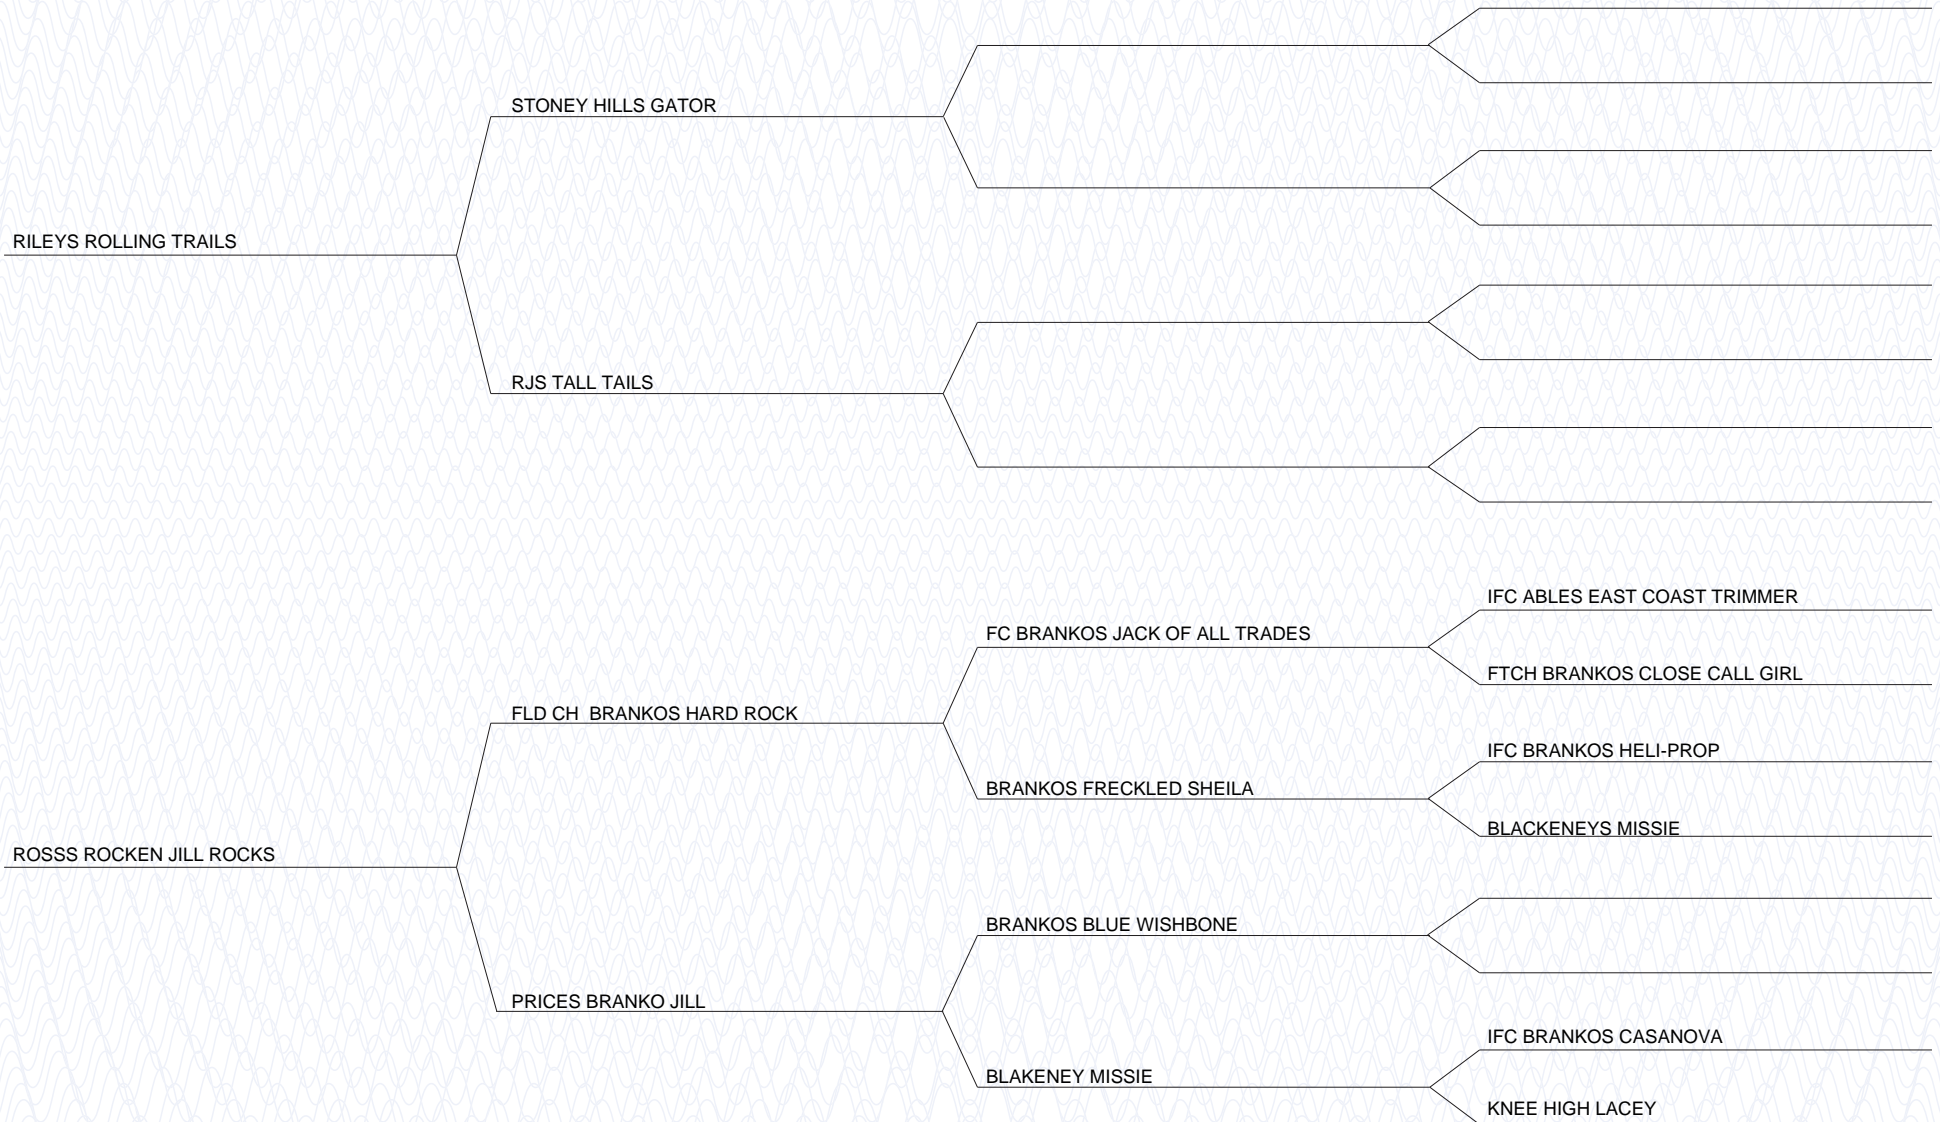 STONEY HILLS GATOR
RILEYS ROLLING TRAILS
RJS TALL TAILS
IFC ABLES EAST COAST TRIMMER
FC BRANKOS JACK OF ALL TRADES
FTCH BRANKOS CLOSE CALL GIRL
FLD CH  BRANKOS HARD ROCK
IFC BRANKOS HELI-PROP
BRANKOS FRECKLED SHEILA
BLACKENEYS MISSIE
ROSSS ROCKEN JILL ROCKS
BRANKOS BLUE WISHBONE
PRICES BRANKO JILL
IFC BRANKOS CASANOVA
BLAKENEY MISSIE
KNEE HIGH LACEY